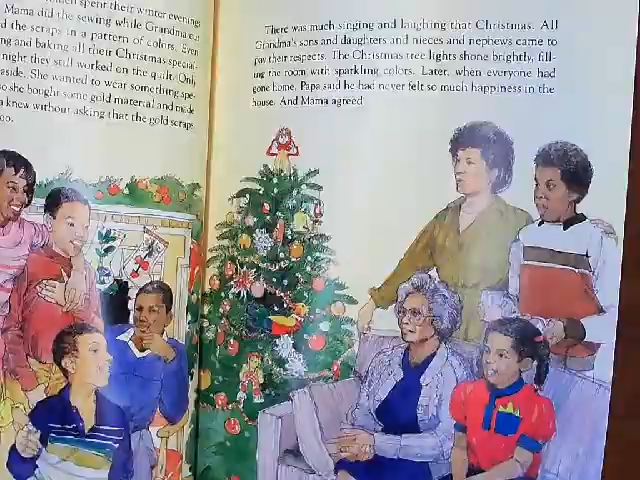 spent their winter evenings
Mama did the sewing while Grandma cut
the scraps in a pattern of colors. Even
and baking all their Christmas special-
night they still worked on the quilt. Only
aside. She wanted to wear something spe-
so she bought some gold material and made
knew without asking that the gold scraps
There was much singing and laughing that Christmas. All
Grandma's sons and daughters and nieces and nephews came to
pay their respects. The Christmas tree lights shone brightly, fill-
ing the room with sparkling colors. Later, when everyone had
gone home, Papa said he had never felt so much happiness in the
house. And Mama agreed